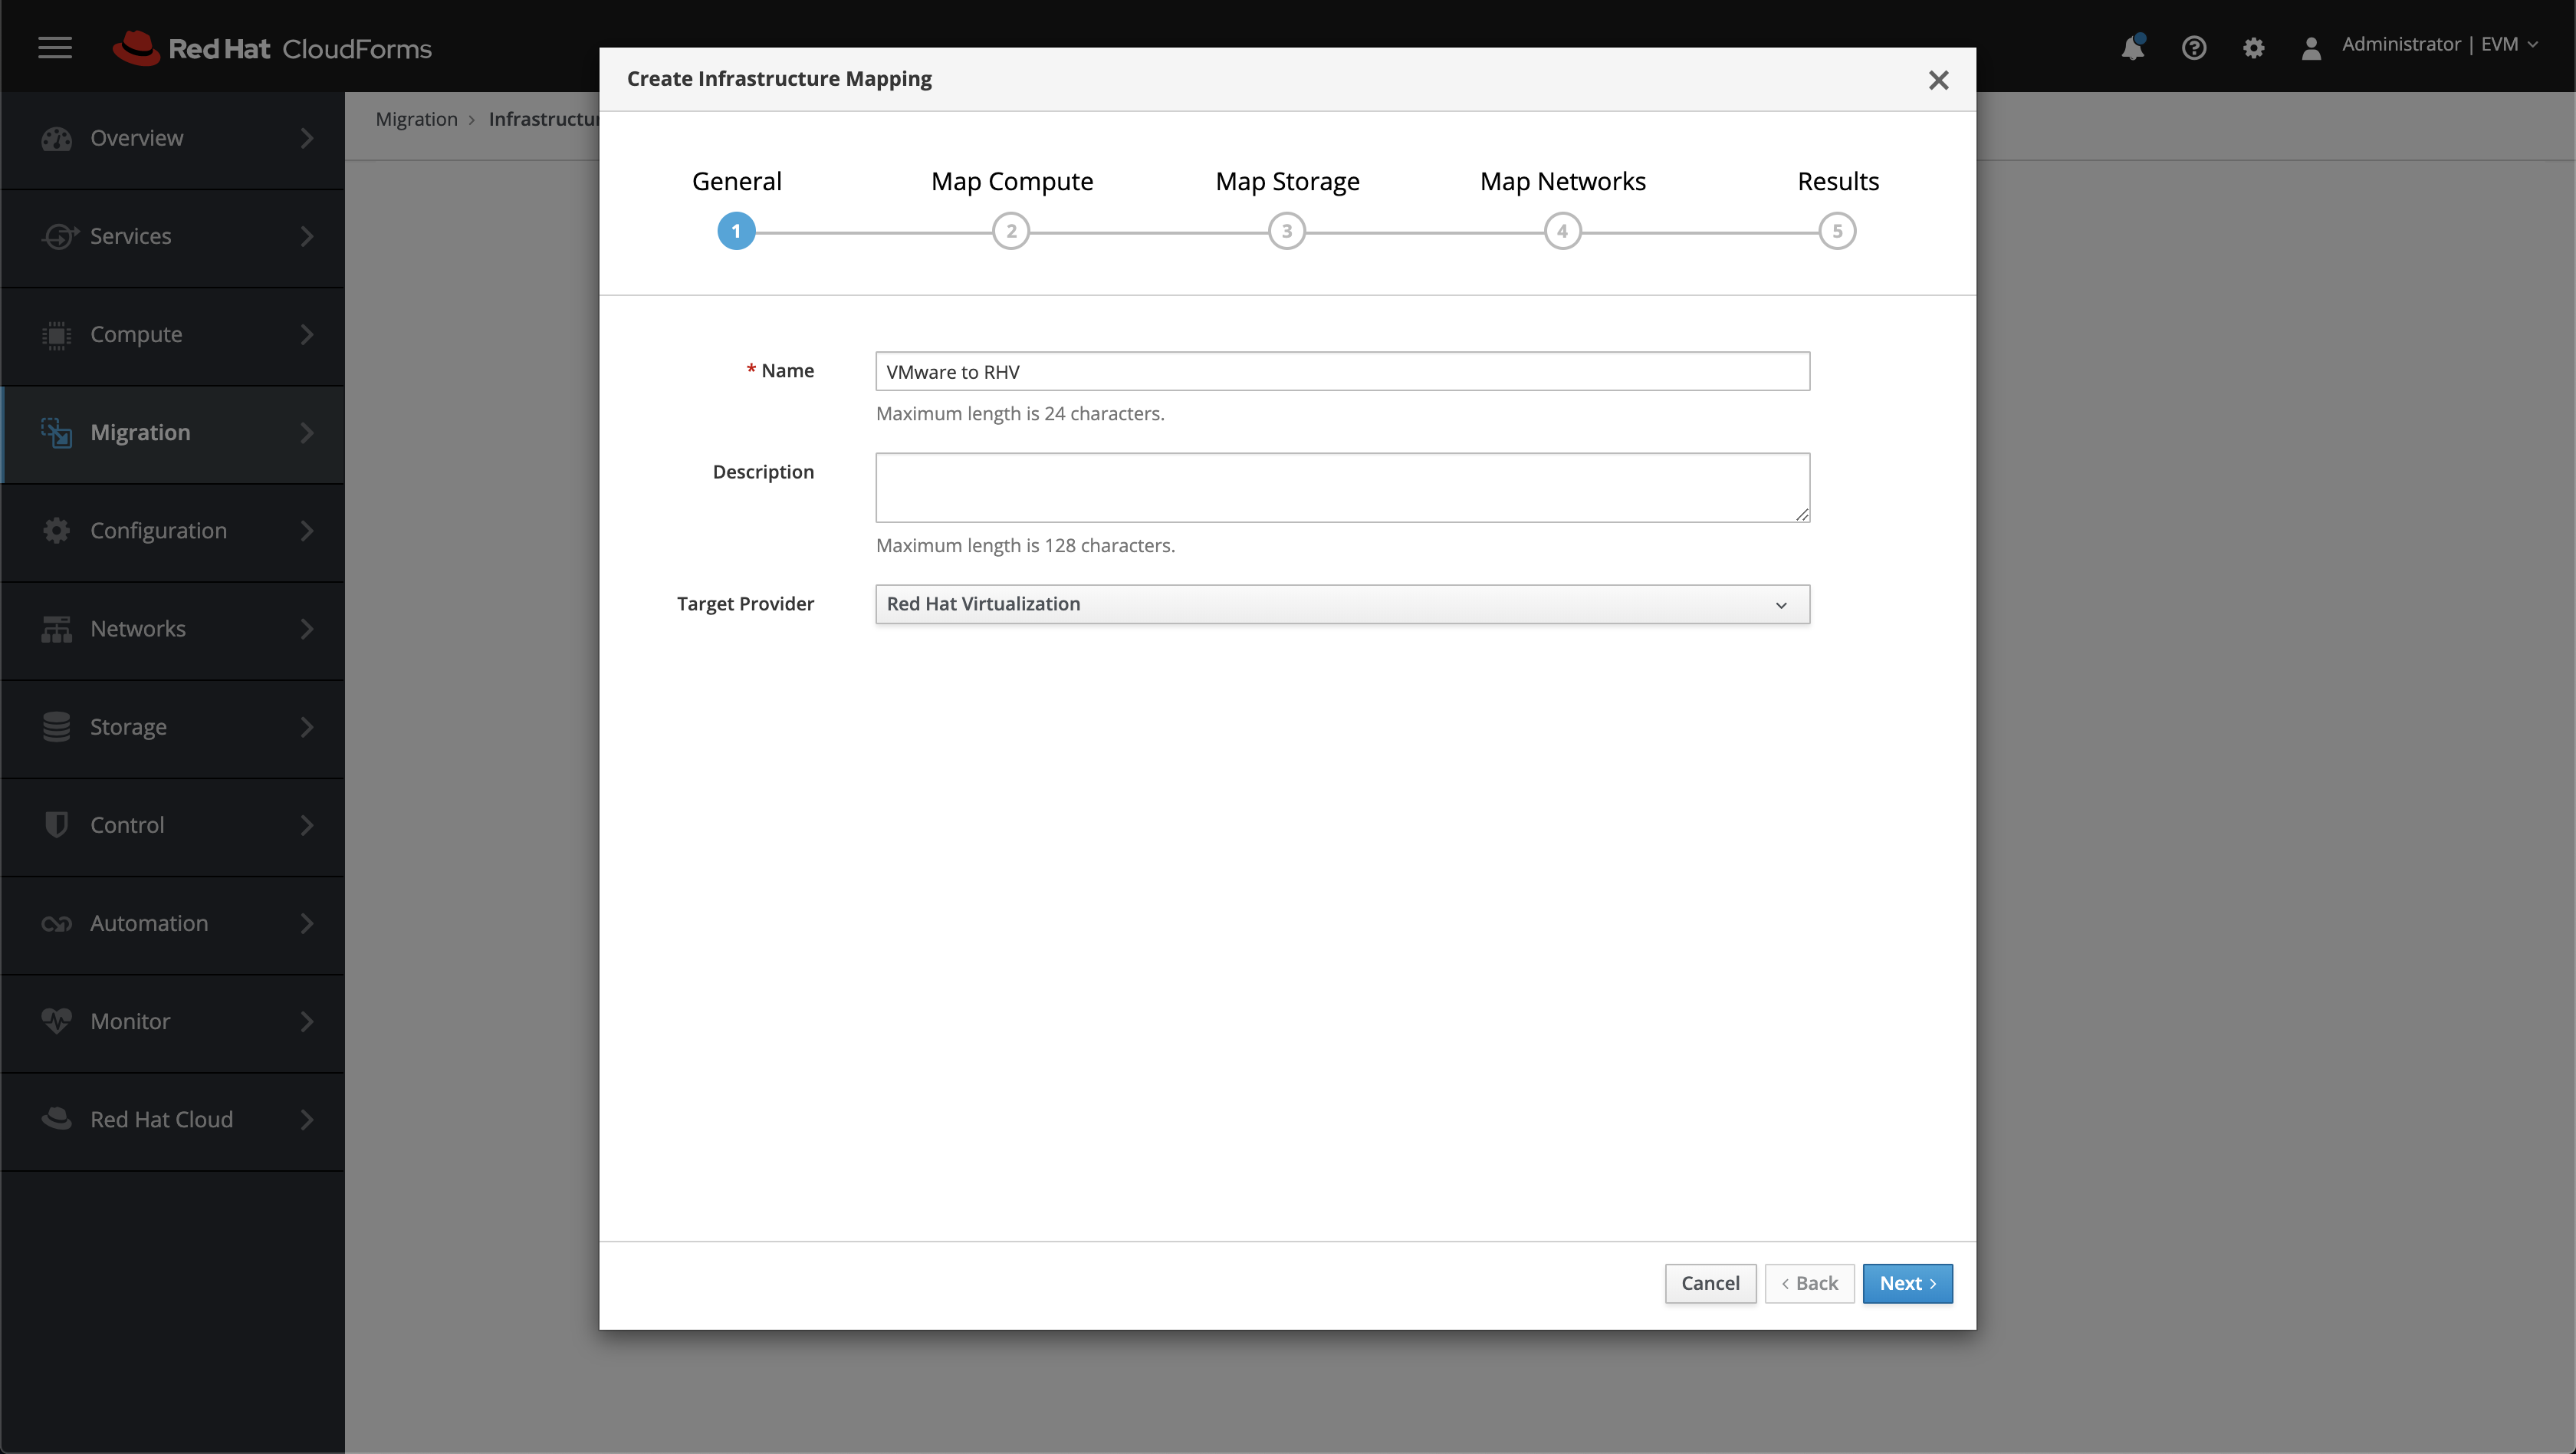 Red Hat CloudForms
Administrator | EVM
Overview
Services
Compute
Migration
Configuration
Networks
Storage
Control
Automation
Monitor
Red Hat Cloud
Migration > Infrastructur
Create Infrastructure Mapping
General
Map Compute
Map Storage
Map Networks
Results
1
2
3
4
5
* Name
VMware to RHV
Maximum length is 24 characters.
Description
Maximum length is 128 characters.
Target Provider
Red Hat Virtualization
Cancel
< Back
Next >